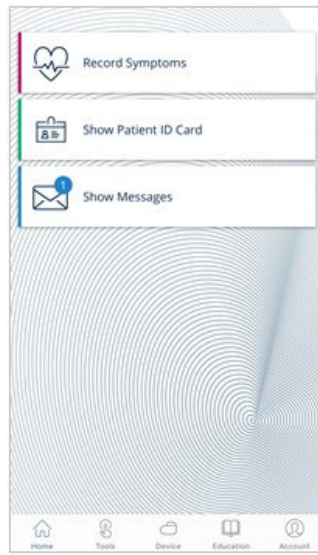 Record Symptoms
Show Patient ID Card
1
Show Messages
Home Tools Device Education Account